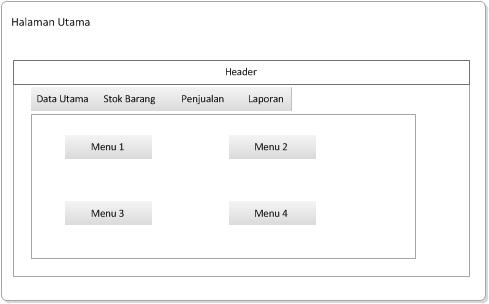 Halaman Utama
Header
Data Utama Stok Barang Penjualan Laporan
Menu 1 Menu 2
Menu 3 Menu 4